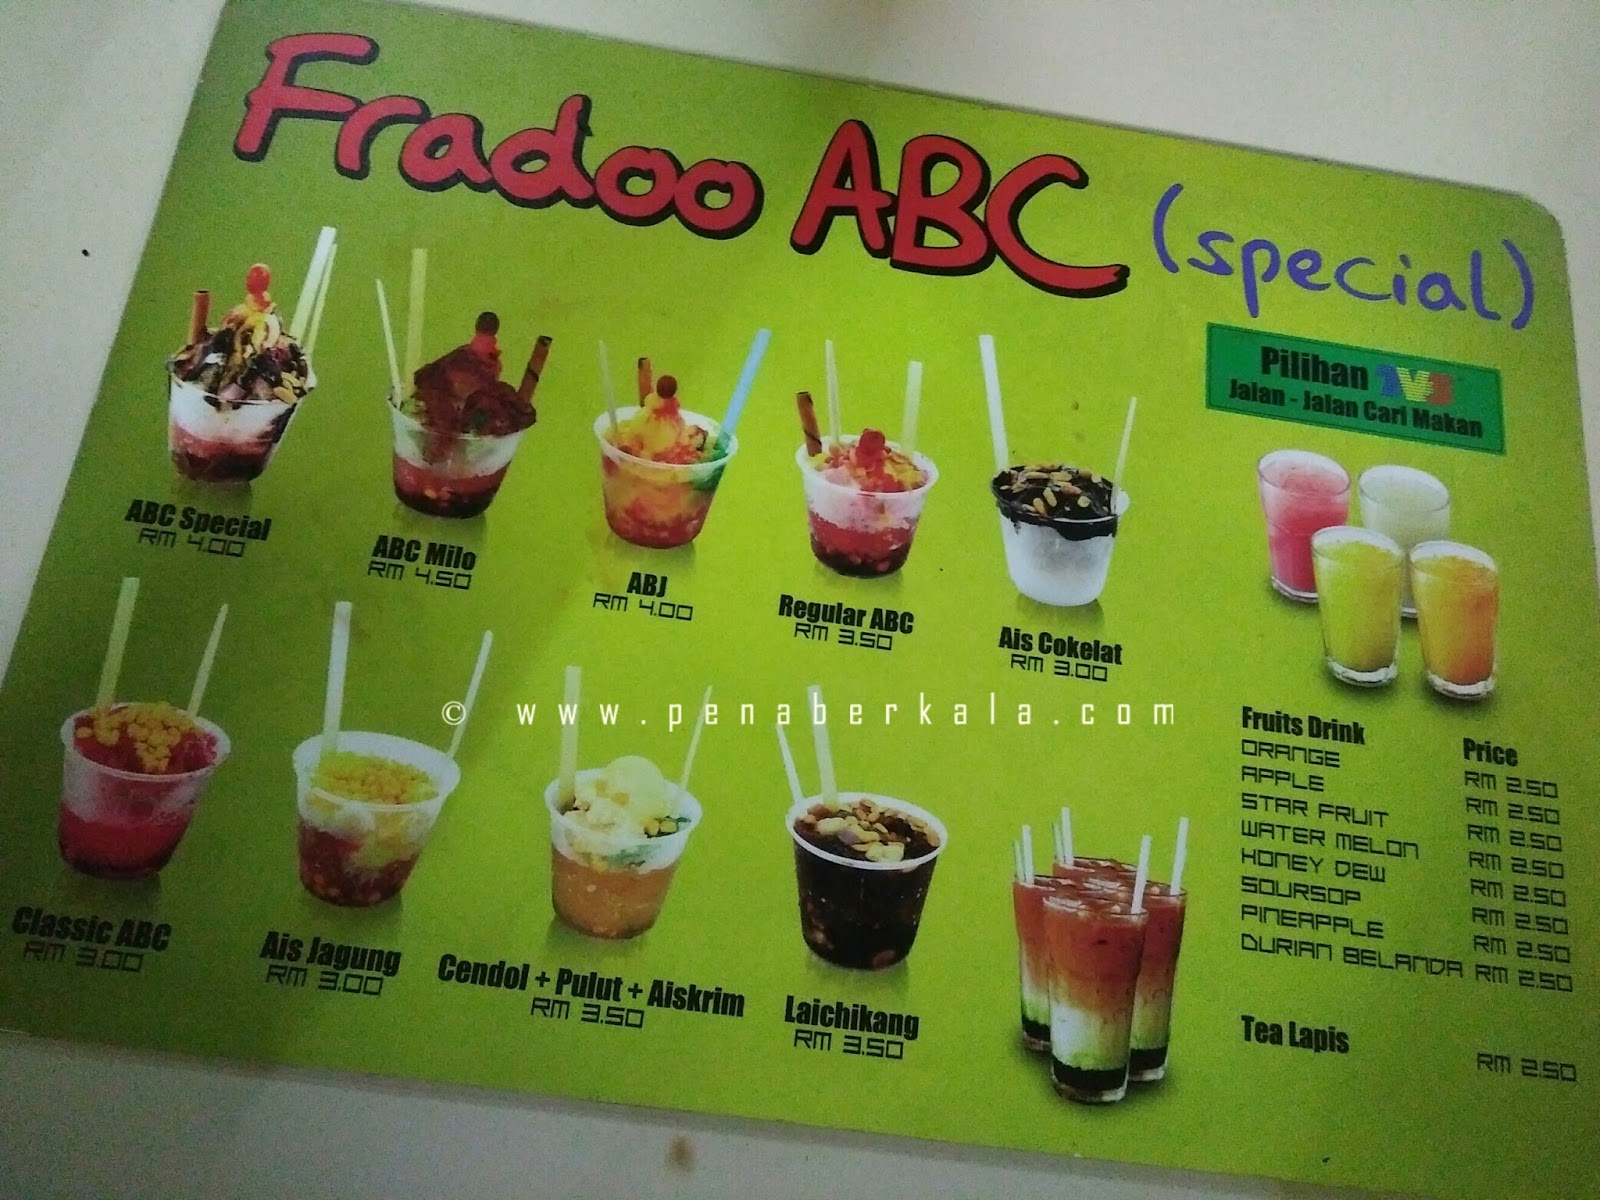 Fradoo ABC (special)
Pilihan TV3
Jalan - Jalan Cari Makan
ABC Special
RM 4.00
ABC Milo
RM 4.50
ABJ
RM 4.00
Regular ABC
RM 3.50
Ais Cokelat
RM 3.00
© www.penaberkala.com
Classic ABC
RM 3.00
Ais Jagung
RM 3.00
Cendol + Pulut + Aiskrim
RM 3.50
Laichikang
RM 3.50
Fruits Drink Price
ORANGE RM 2.50
APPLE RM 2.50
STAR FRUIT RM 2.50
WATER MELON RM 2.50
HONEY DEW RM 2.50
SOURSOP RM 2.50
PINEAPPLE RM 2.50
DURIAN BELANDA RM 2.50
Tea Lapis RM 2.50